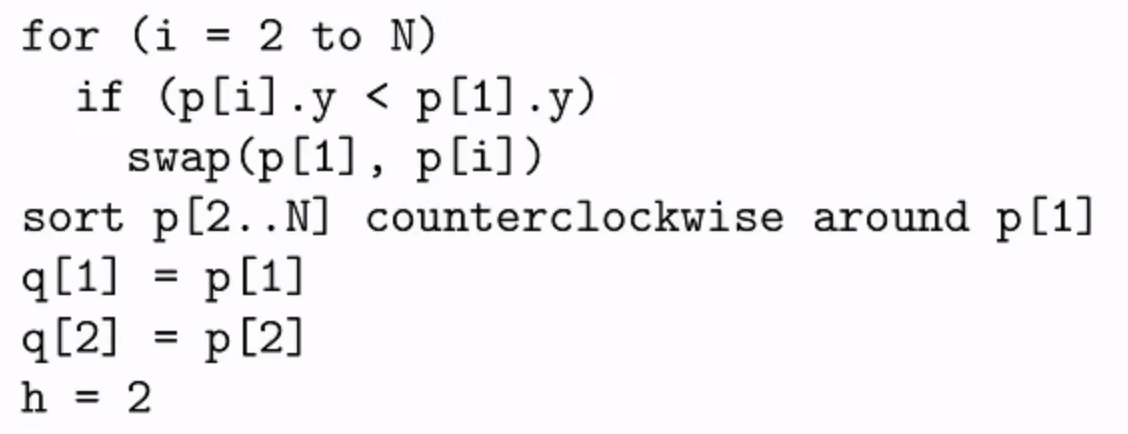 for (i = 2 to N)
  if (p[i].y < p[1].y)
    swap(p[1], p[i])
sort p[2..N] counterclockwise around p[1]
q[1] = p[1]
q[2] = p[2]
h = 2